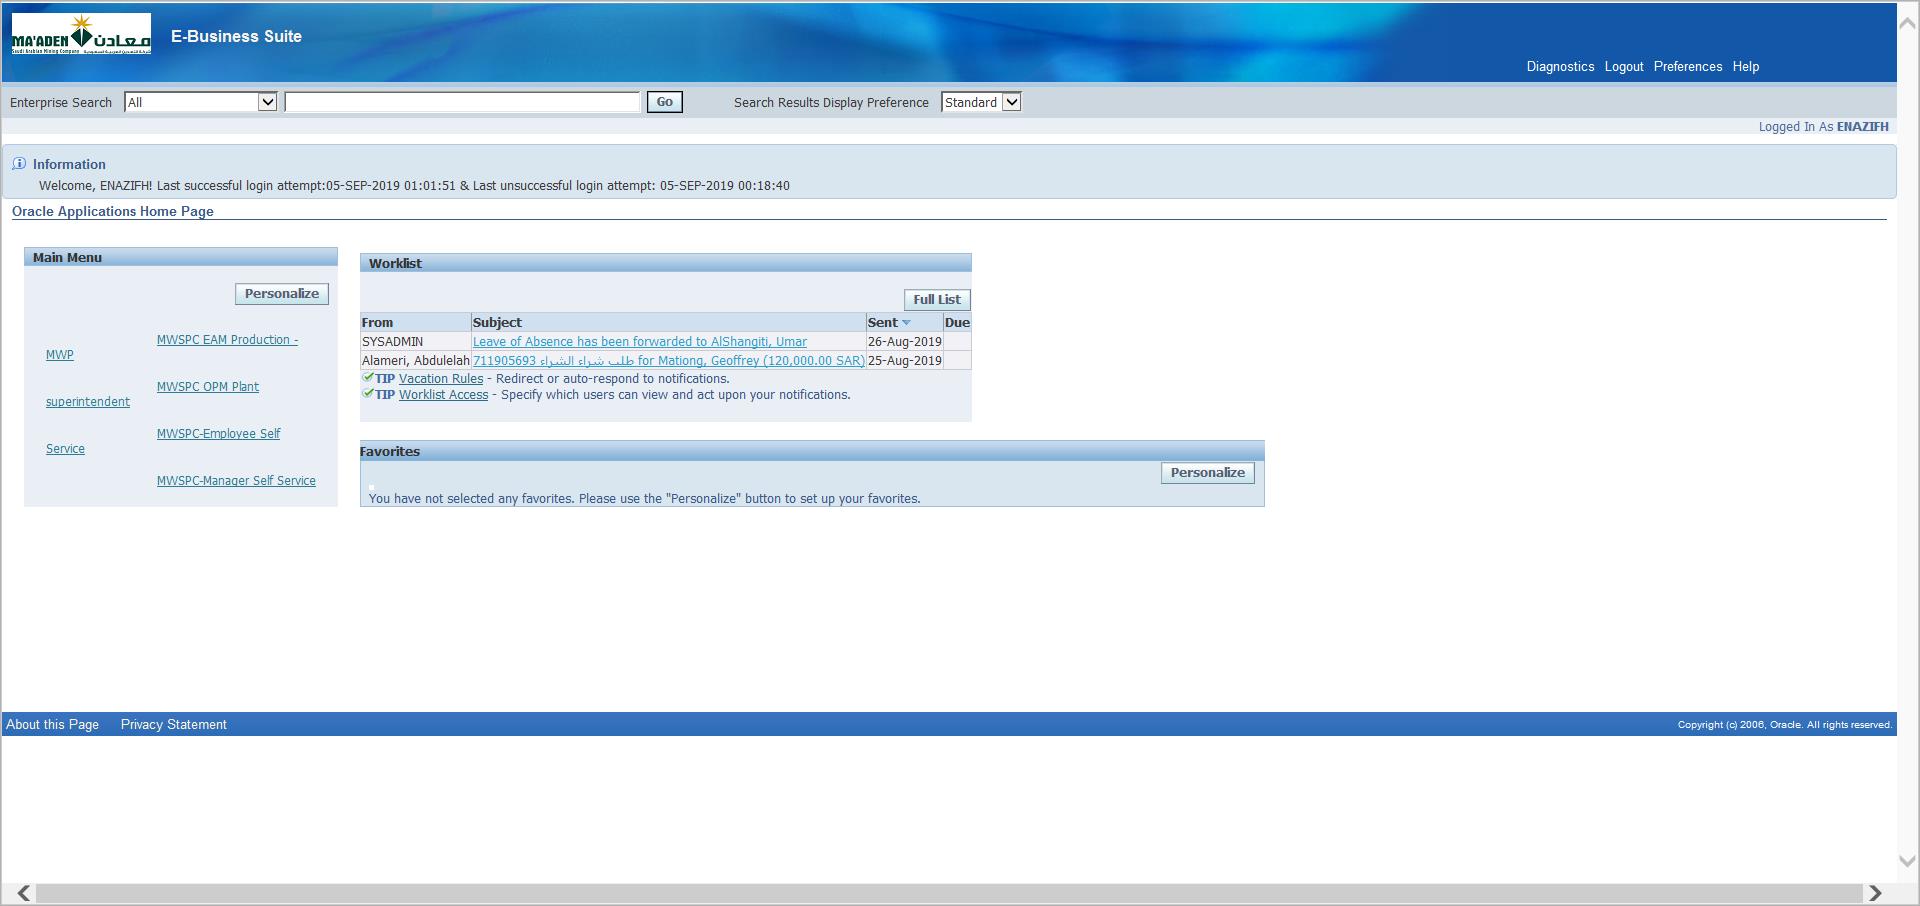 MA'ADEN معادن
Saudi Arabian Mining Company شركة التعدين العربية السعودية
E-Business Suite
Diagnostics Logout Preferences Help
Enterprise Search All Go Search Results Display Preference Standard
Logged In As ENAZIFH
Information
Welcome, ENAZIFH! Last successful login attempt:05-SEP-2019 01:01:51 & Last unsuccessful login attempt: 05-SEP-2019 00:18:40
Oracle Applications Home Page
Main Menu
Personalize
MWSPC EAM Production -
MWP
MWSPC OPM Plant
superintendent
MWSPC-Employee Self
Service
MWSPC-Manager Self Service
Worklist
Full List
From Subject Sent Due
SYSADMIN Leave of Absence has been forwarded to AlShangiti, Umar 26-Aug-2019
Alameri, Abdulelah 711905693 طلب شراء الشراء for Mationg, Geoffrey (120,000.00 SAR) 25-Aug-2019
TIP Vacation Rules - Redirect or auto-respond to notifications.
TIP Worklist Access - Specify which users can view and act upon your notifications.
Favorites
Personalize
You have not selected any favorites. Please use the "Personalize" button to set up your favorites.
About this Page Privacy Statement
Copyright (c) 2006, Oracle. All rights reserved.